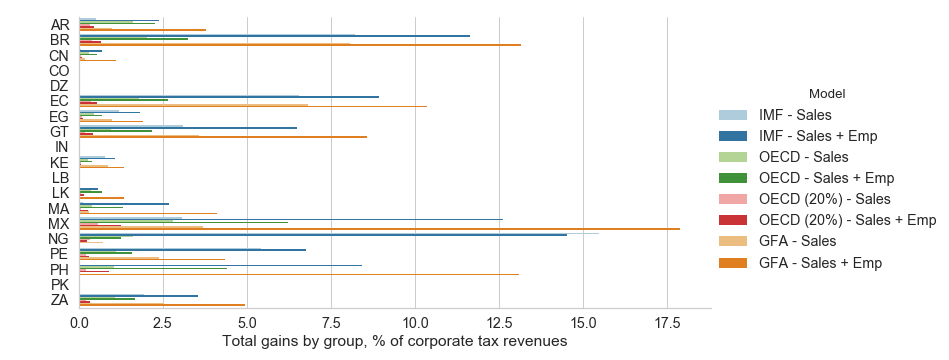 AR
BR
CN
CO
DZ
EC
EG
GT
IN
KE
LB
LK
MA
MX
NG
PE
PH
PK
ZA
0.0 2.5 5.0 7.5 10.0 12.5 15.0 17.5
Total gains by group, % of corporate tax revenues
Model
IMF - Sales
IMF - Sales + Emp
OECD - Sales
OECD - Sales + Emp
OECD (20%) - Sales
OECD (20%) - Sales + Emp
GFA - Sales
GFA - Sales + Emp